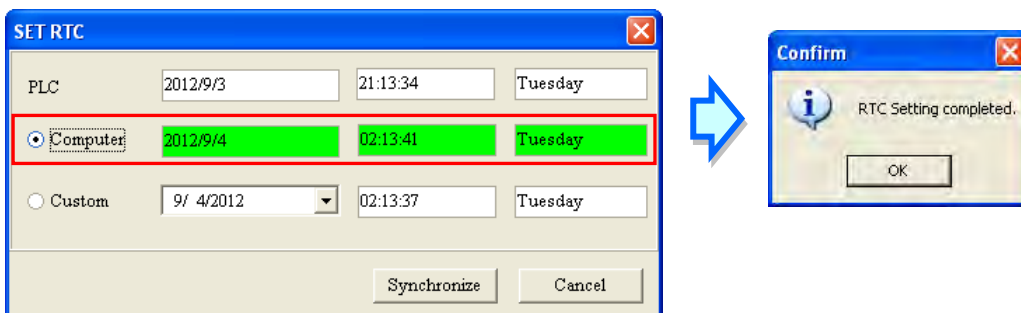 SET RTC
PLC 2012/9/3 21:13:34 Tuesday
Computer 2012/9/4 02:13:41 Tuesday
Custom 9/ 4/2012 02:13:37 Tuesday
Synchronize Cancel
Confirm
RTC Setting completed.
OK